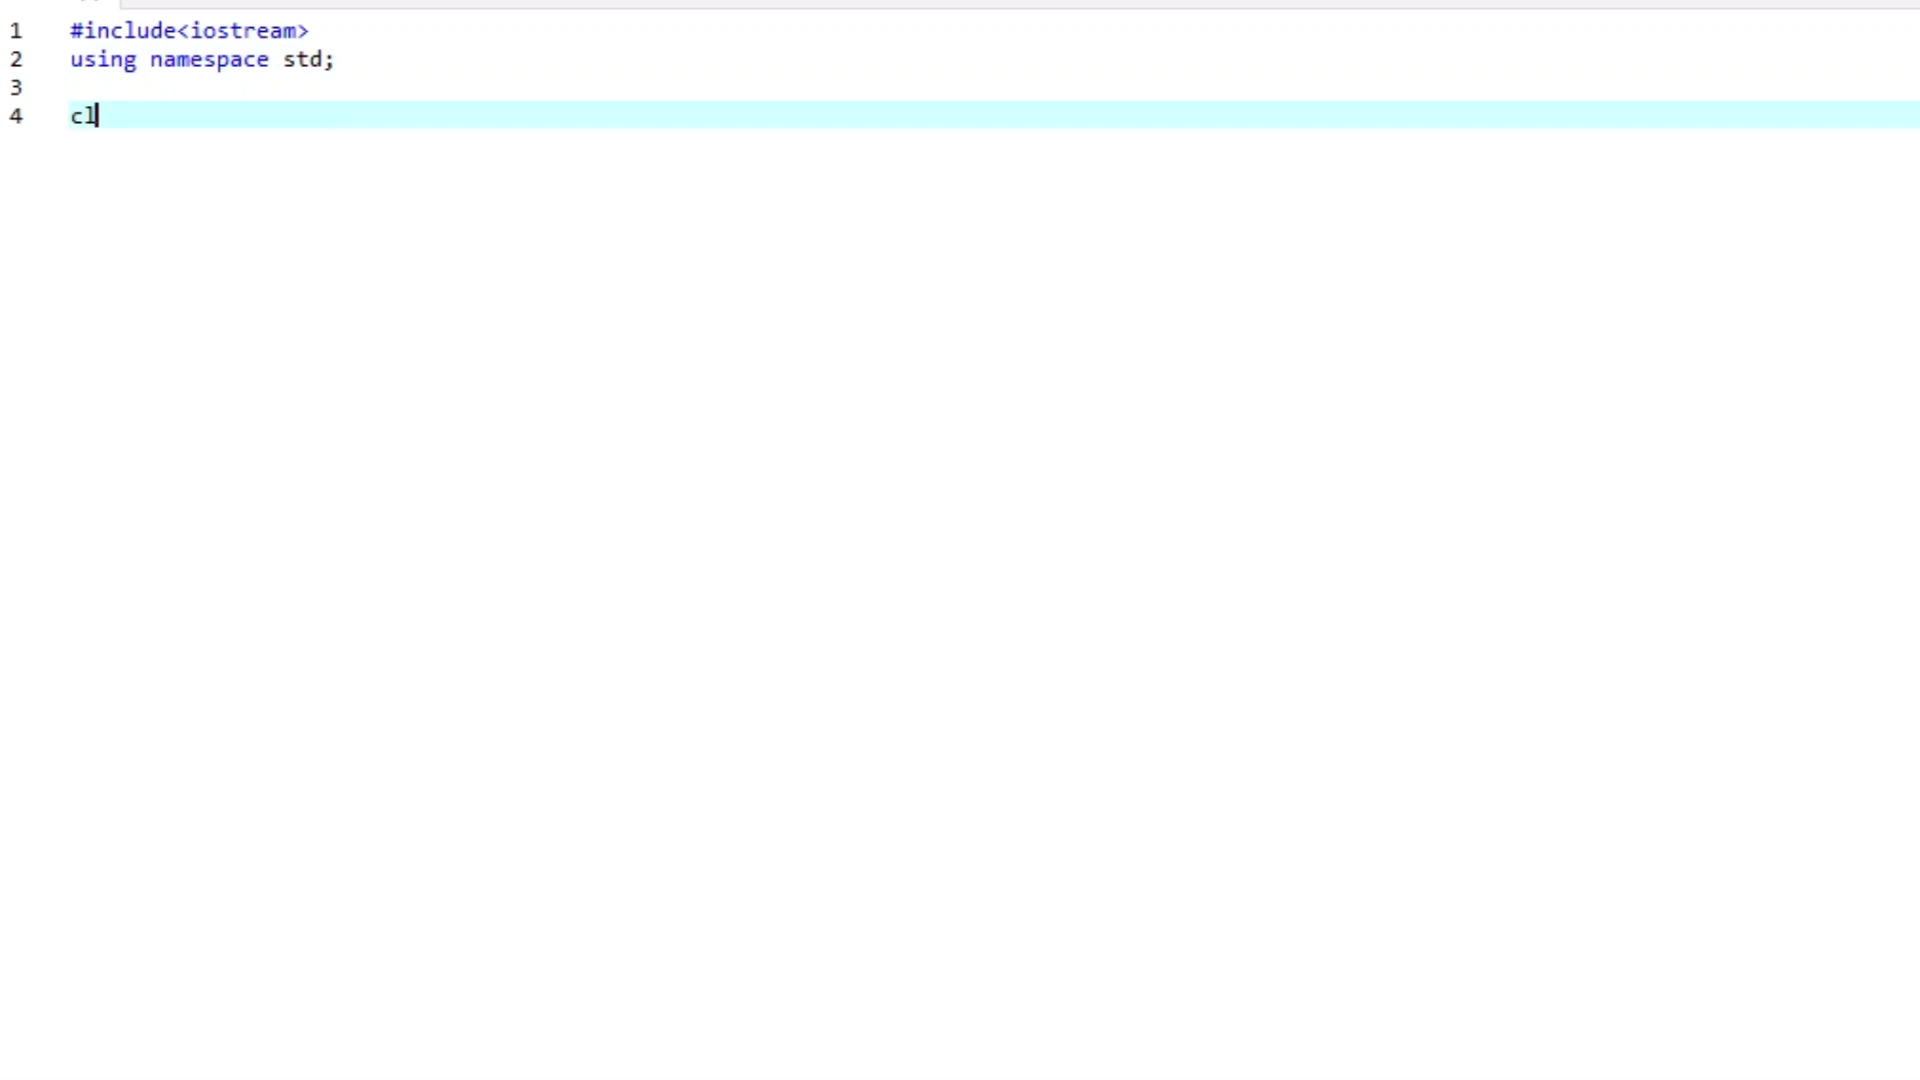 1 #include<iostream>
2 using namespace std;
3
4 cl